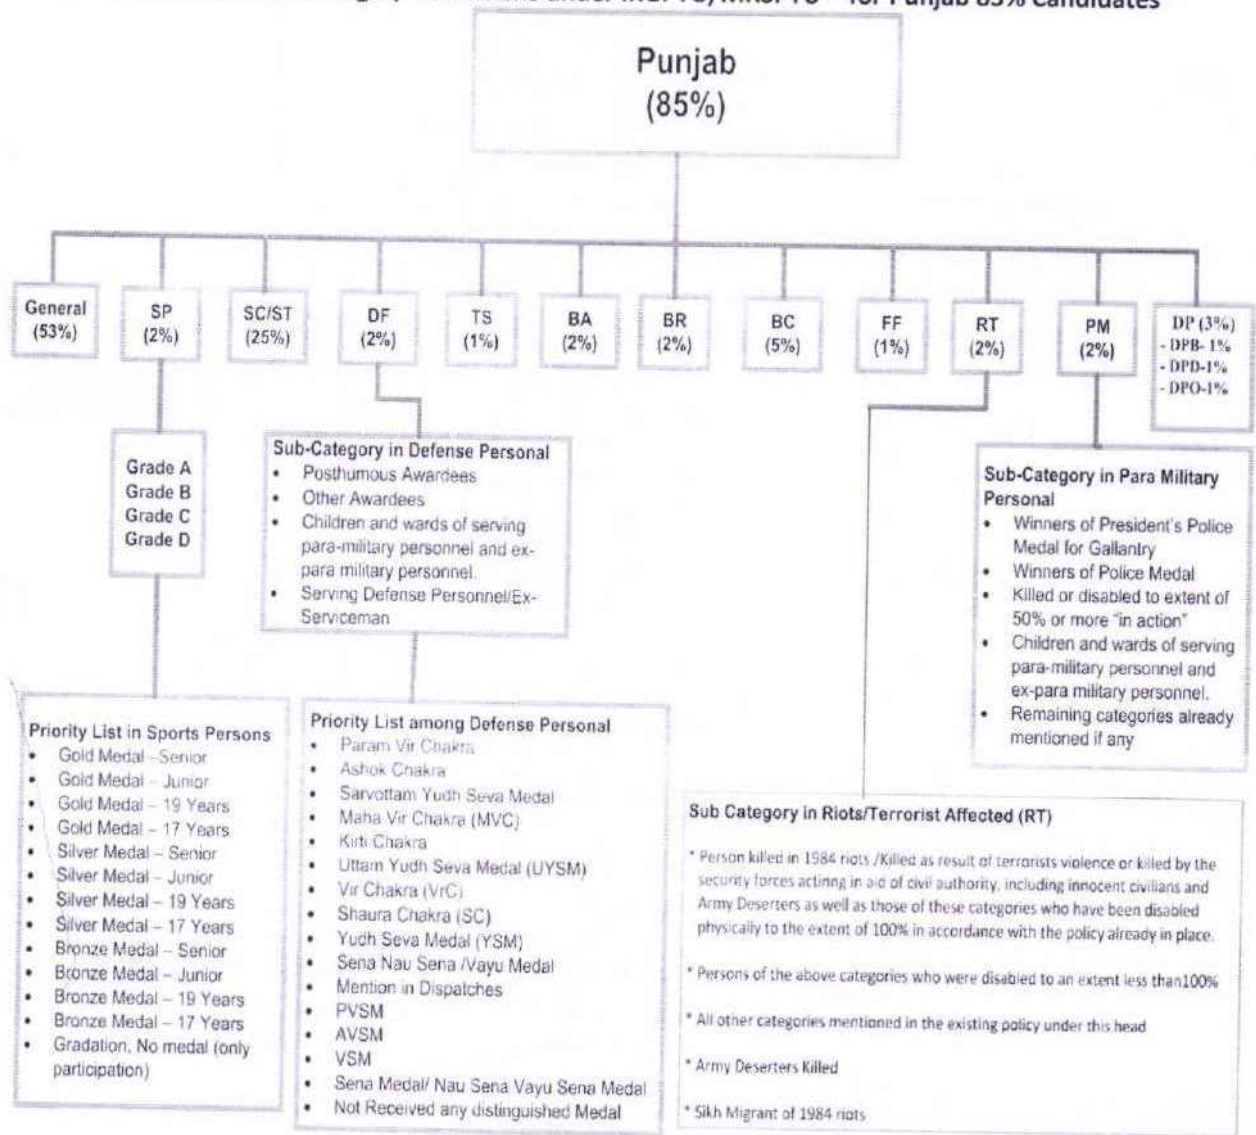 under
for Punjab 85% Candidates
Punjab
(85%)
General
(53%)
SP
(2%)
SC/ST
(25%)
DF
(2%)
TS
(1%)
BA
(2%)
BR
(2%)
BC
(5%)
FF
(1%)
RT
(2%)
PM
(2%)
DP (3%)
- DPB- 1%
- DPD-1%
- DPO-1%
Grade A
Grade B
Grade C
Grade D
Sub-Category in Defense Personal
• Posthumous Awardees
• Other Awardees
• Children and wards of serving
para-military personnel and ex-
para military personnel.
• Serving Defense Personnel/Ex-
Serviceman
Sub-Category in Para Military
Personal
• Winners of President's Police
Medal for Gallantry
• Winners of Police Medal
• Killed or disabled to extent of
50% or more "in action"
• Children and wards of serving
para-military personnel and
ex-para military personnel.
• Remaining categories already
mentioned if any
Priority List in Sports Persons
• Gold Medal –Senior
• Gold Medal – Junior
• Gold Medal – 19 Years
• Gold Medal – 17 Years
• Silver Medal – Senior
• Silver Medal – Junior
• Silver Medal – 19 Years
• Silver Medal – 17 Years
• Bronze Medal – Senior
• Bronze Medal – Junior
• Bronze Medal – 19 Years
• Bronze Medal – 17 Years
• Gradation, No medal (only
participation)
Priority List among Defense Personal
• Param Vir Chakra
• Ashok Chakra
• Sarvottam Yudh Seva Medal
• Maha Vir Chakra (MVC)
• Kirti Chakra
• Uttam Yudh Seva Medal (UYSM)
• Vir Chakra (VrC)
• Shaura Chakra (SC)
• Yudh Seva Medal (YSM)
• Sena Nau Sena /Vayu Medal
• Mention in Dispatches
• PVSM
• AVSM
• VSM
• Sena Medal/ Nau Sena Vayu Sena Medal
• Not Received any distinguished Medal
Sub Category in Riots/Terrorist Affected (RT)
* Person killed in 1984 riots /Killed as result of terrorists violence or killed by the
security forces actinng in aid of civil authority, including innocent civilians and
Army Deserters as well as those of these categories who have been disabled
physically to the extent of 100% in accordance with the policy already in place.
* Persons of the above categories who were disabled to an extent less than100%
* All other categories mentioned in the existing policy under this head
* Army Deserters Killed
* Sikh Migrant of 1984 riots